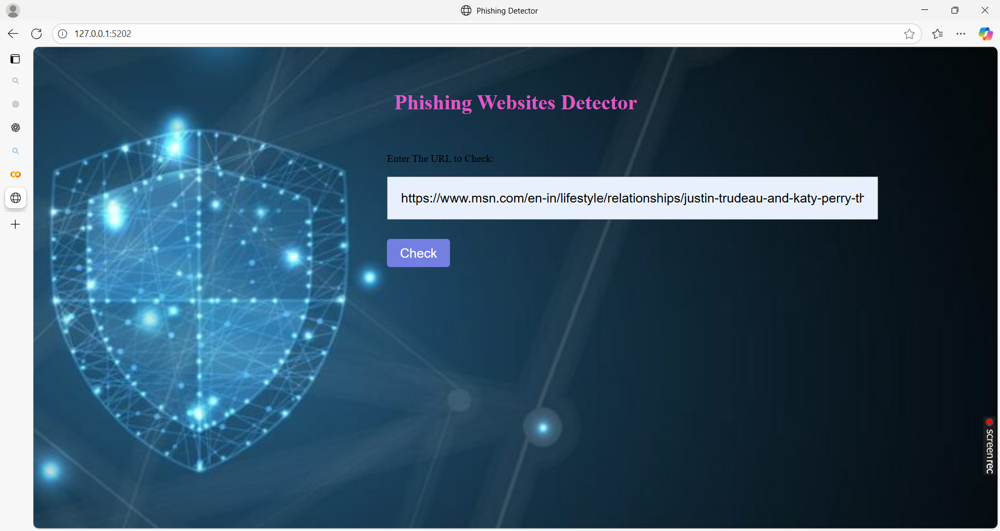 Phishing Detector
127.0.0.1:5202
Phishing Websites Detector
Enter The URL to Check:
https://www.msn.com/en-in/lifestyle/relationships/justin-trudeau-and-katy-perry-th
Check
screenrec